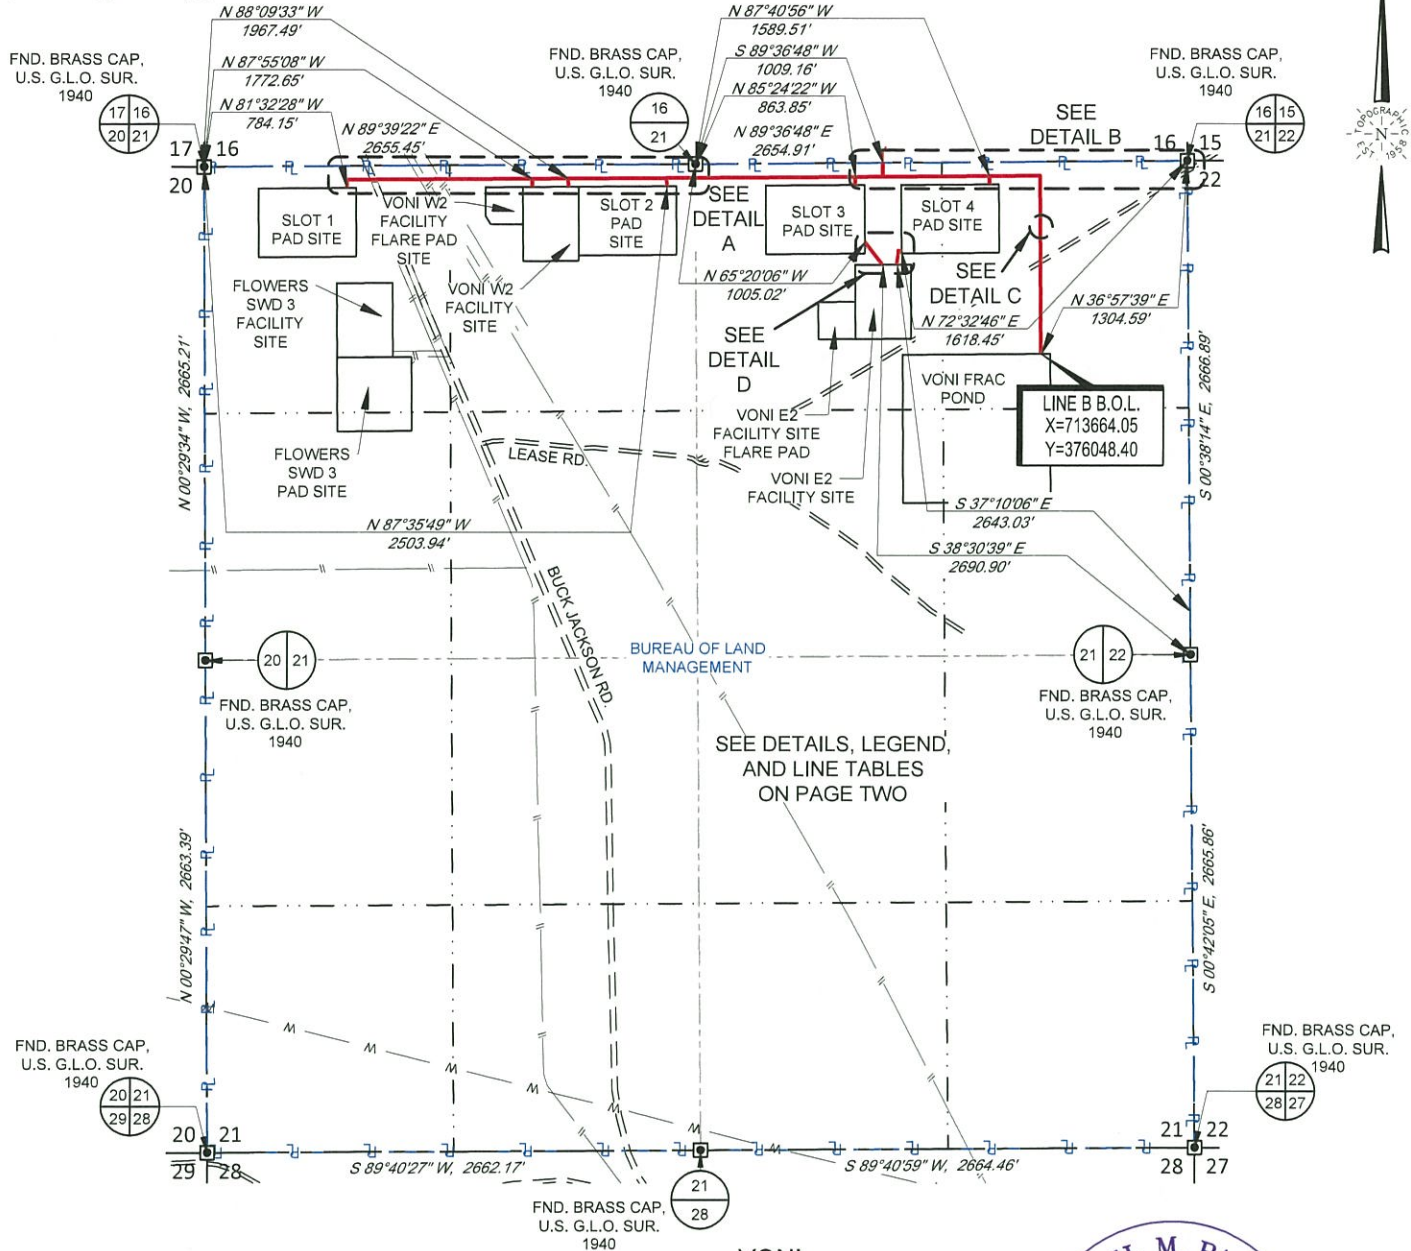 N 88°09'33" W
1967.49'
N 87°55'08" W
1772.65'
N 81°32'28" W
784.15'
N 89°39'22" E
2655.45'
FND. BRASS CAP,
U.S. G.L.O. SUR.
1940
17 16
20 21
17 16
20
FND. BRASS CAP,
U.S. G.L.O. SUR.
1940
16
21
N 87°40'56" W
1589.51'
S 89°36'48" W
1009.16'
N 85°24'22" W
863.85'
N 89°36'48" E
2654.91'
SEE
DETAIL B
FND. BRASS CAP,
U.S. G.L.O. SUR.
1940
16 15
21 22
16 15
22
TOPOGRAPHIC
N
EST. 1958
SLOT 1
PAD SITE
VONI W2
FACILITY
FLARE PAD
SITE
SLOT 2
PAD
SITE
SEE
DETAIL
A
SLOT 3
PAD SITE
SLOT 4
PAD SITE
FLOWERS
SWD 3
FACILITY
SITE
VONI W2
FACILITY
SITE
N 65°20'06" W
1005.02'
SEE
DETAIL C
N 36°57'39" E
1304.59'
N 72°32'46" E
1618.45'
SEE
DETAIL
D
VONI FRAC
POND
LINE B B.O.L.
X=713664.05
Y=376048.40
N 00°29'34" W, 2665.21'
S 00°38'14" E, 2666.89'
VONI E2
FACILITY SITE
FLARE PAD
FLOWERS
SWD 3
PAD SITE
LEASE RD.
VONI E2
FACILITY SITE
N 87°35'49" W
2503.94'
S 37°10'06" E
2643.03'
S 38°30'39" E
2690.90'
BUCK JACKSON RD.
BUREAU OF LAND
MANAGEMENT
20 21
FND. BRASS CAP,
U.S. G.L.O. SUR.
1940
21 22
FND. BRASS CAP,
U.S. G.L.O. SUR.
1940
SEE DETAILS, LEGEND,
AND LINE TABLES
ON PAGE TWO
N 00°29'47" W, 2663.39'
S 00°42'05" E, 2665.86'
FND. BRASS CAP,
U.S. G.L.O. SUR.
1940
20 21
29 28
20 21
29 28
S 89°40'27" W, 2662.17'
S 89°40'59" W, 2664.46'
FND. BRASS CAP,
U.S. G.L.O. SUR.
1940
21
28
FND. BRASS CAP,
U.S. G.L.O. SUR.
1940
21 22
28 27
21 22
28 27